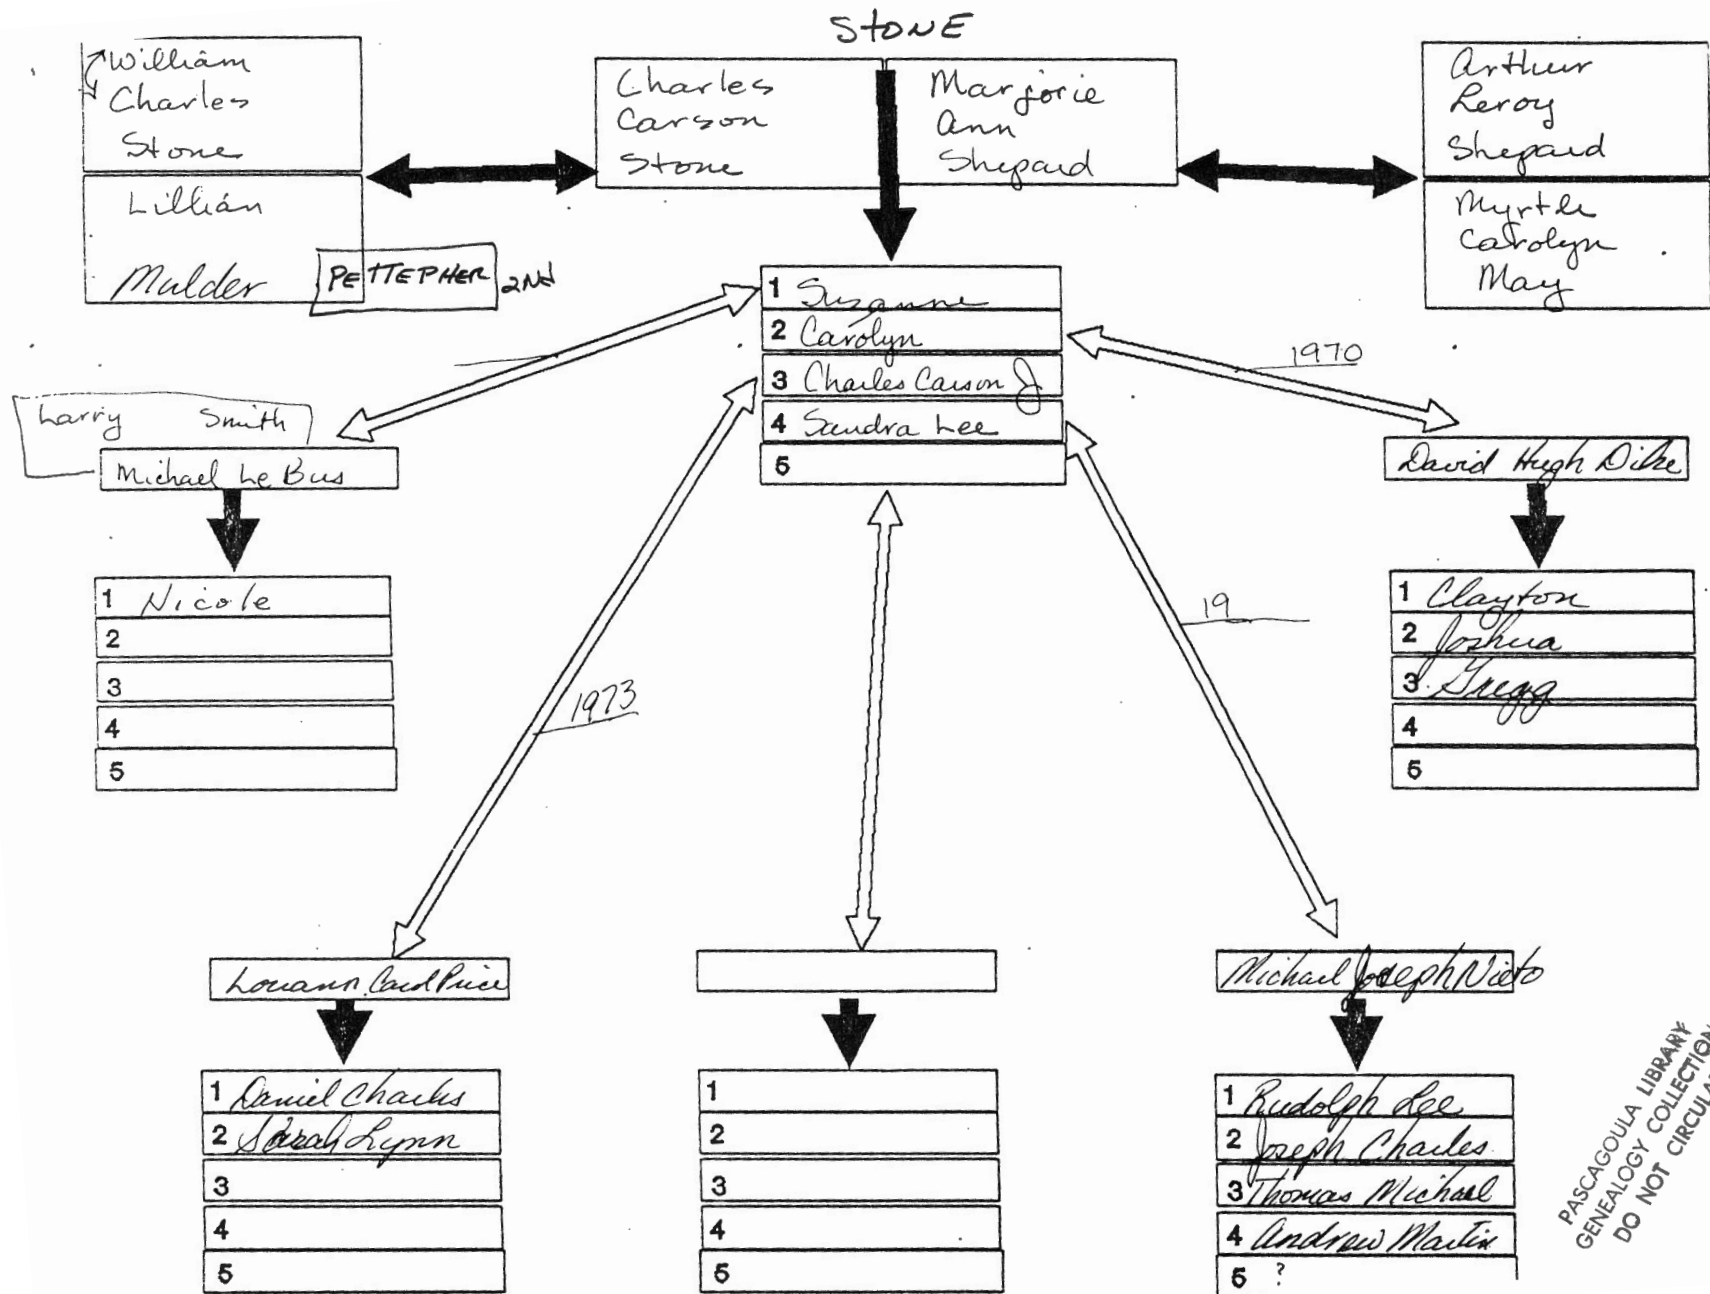 STONE
William
Charles
Stone
Lillian
Mulder
PETTEPHER 2Nd
Charles
Carson
Stone
Marjorie
Ann
Shepard
Arthur
Leroy
Shepard
Myrtle
Carolyn
May
1 Suzanne
2 Carolyn
3 Charles Carson J
4 Sandra Lee
5
1970
Larry Smith
Michael Le Bus
David Hugh Dike
1 Nicole
2
3
4
5
1 Clayton
2 Joshua
3 Gregg
4
5
1973
19
Louann Carol Price
Michael Joseph Nieto
1 Daniel Charles
2 Sarah Lynn
3
4
5
1
2
3
4
5
1 Rudolph Lee
2 Joseph Charles
3 Thomas Michael
4 Andrew Martin
5 ?
PASCAGOULA LIBRARY
GENEALOGY COLLECTION
DO NOT CIRCULA